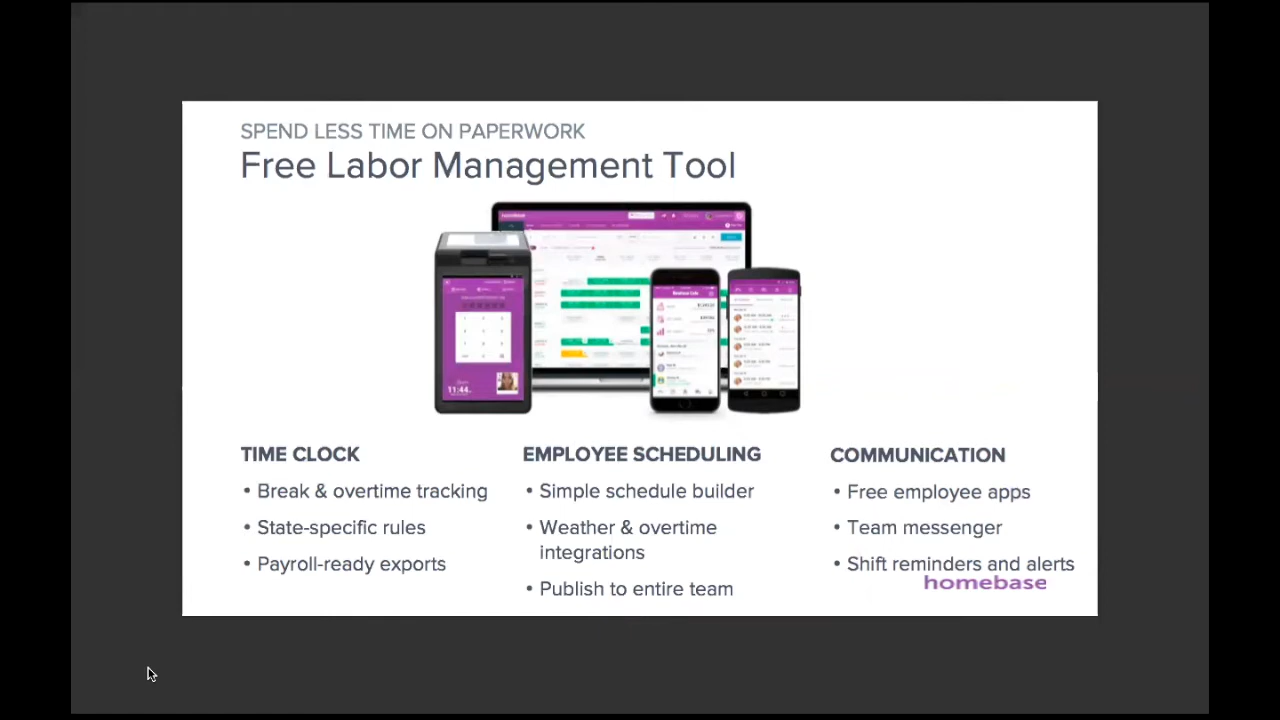 SPEND LESS TIME ON PAPERWORK
Free Labor Management Tool
11:44
TIME CLOCK
• Break & overtime tracking
• State-specific rules
• Payroll-ready exports
EMPLOYEE SCHEDULING
• Simple schedule builder
• Weather & overtime
integrations
• Publish to entire team
COMMUNICATION
• Free employee apps
• Team messenger
• Shift reminders and alerts
homebase